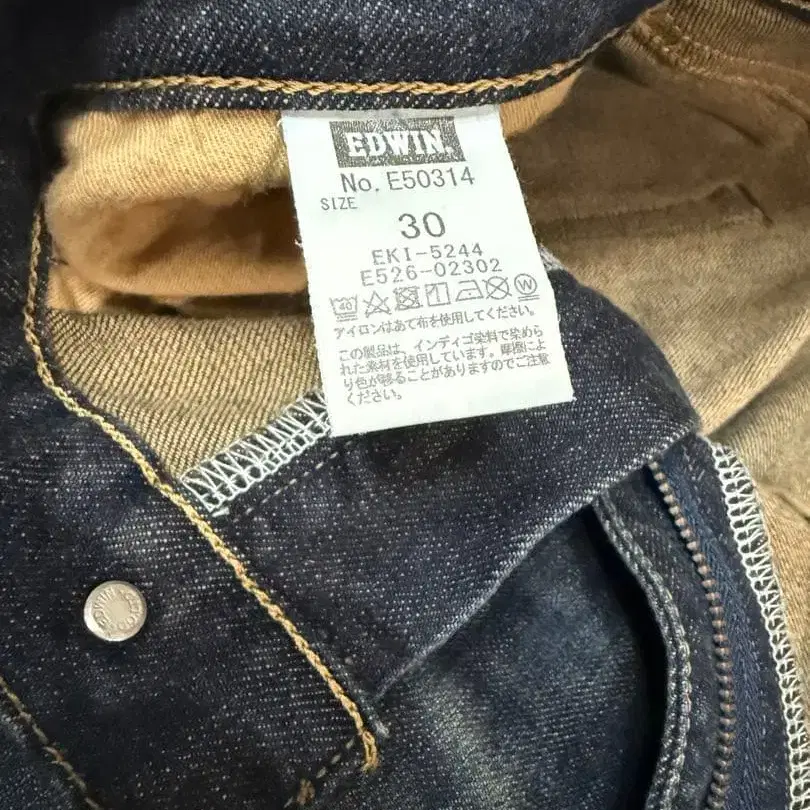 EDWIN
No. E50314
SIZE
30
EKI-5244
E526-02302
40 W
アイロンはあて布を使用してください。
この製品は、インディゴ染料で染めら
れた素材を使用しています。摩擦によ
り色が移ることがありますのでご注意
ください。
EDWIN